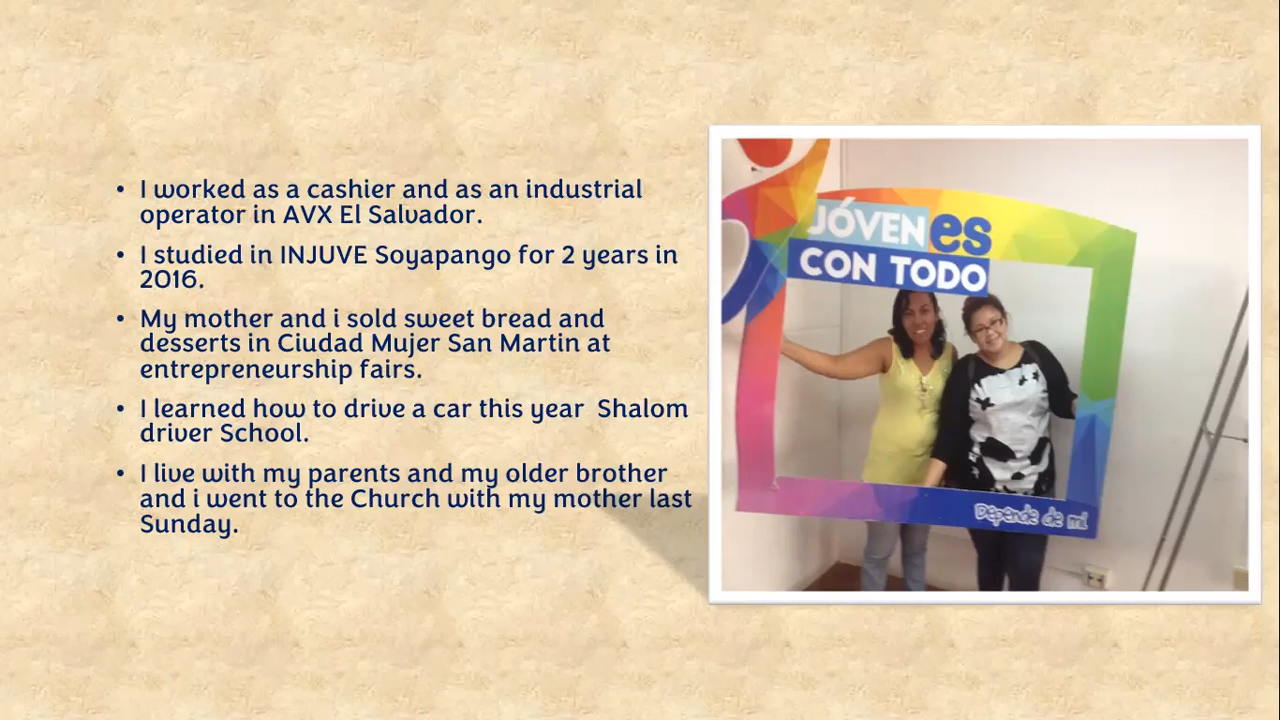 • I worked as a cashier and as an industrial
operator in AVX El Salvador.
• I studied in INJUVE Soyapango for 2 years in
2016.
• My mother and i sold sweet bread and
desserts in Ciudad Mujer San Martin at
entrepreneurship fairs.
• I learned how to drive a car this year  Shalom
driver School.
• I live with my parents and my older brother
and i went to the Church with my mother last
Sunday.
JÓVENes
CON TODO
Depende de mí